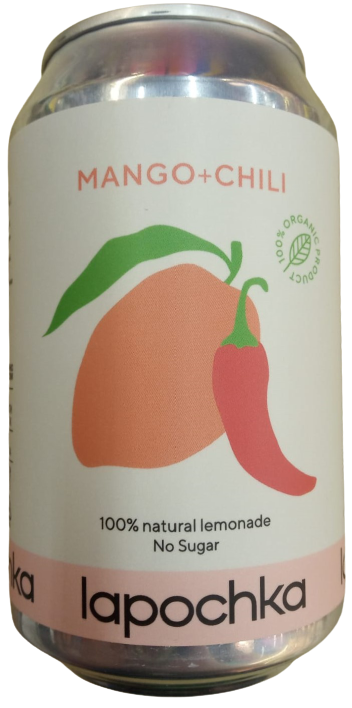 MANGO+CHILI
100% ORGANIC PRODUCT
100% natural lemonade
No Sugar
lapochka